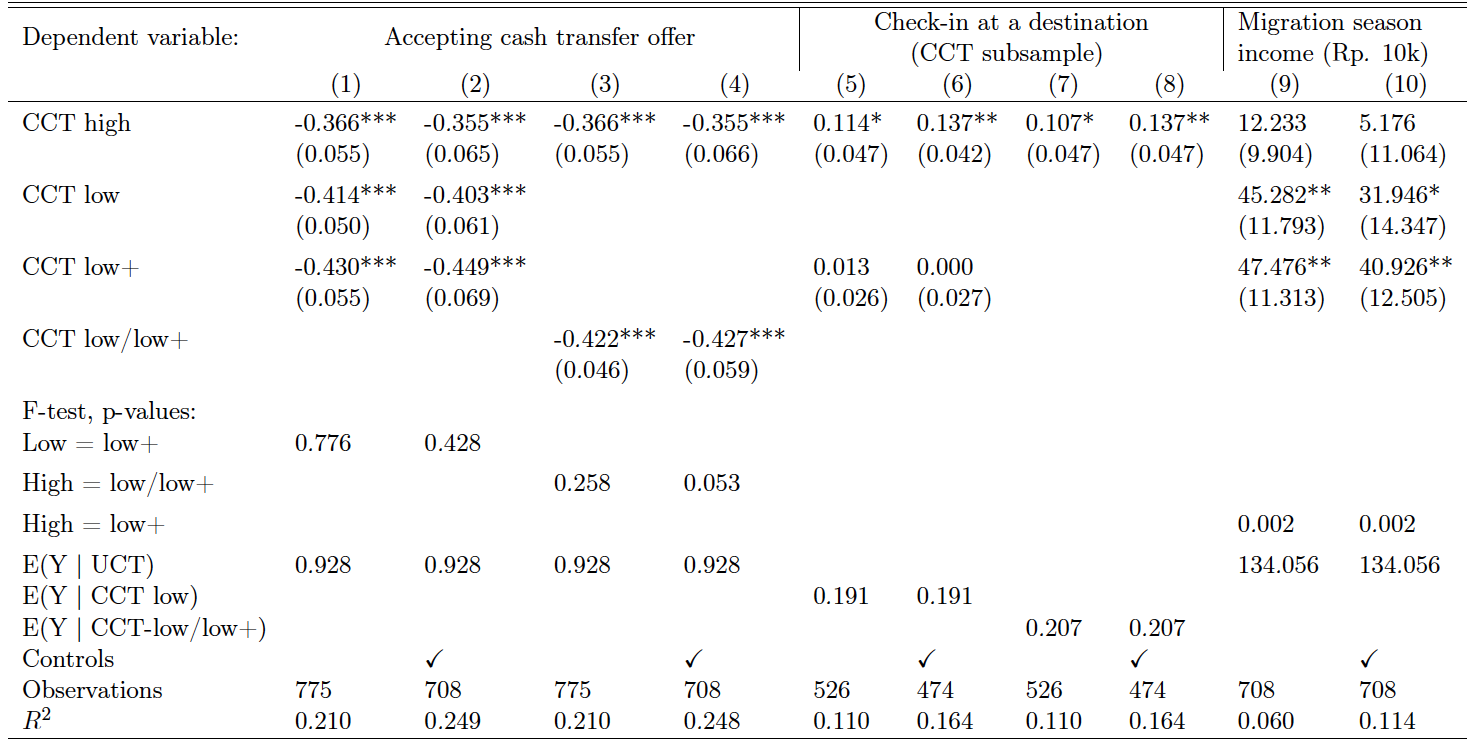 Dependent variable: Accepting cash transfer offer Check-in at a destination (CCT subsample) Migration season income (Rp. 10k)
(1) (2) (3) (4) (5) (6) (7) (8) (9) (10)
CCT high -0.366*** -0.355*** -0.366*** -0.355*** 0.114* 0.137** 0.107* 0.137** 12.233 5.176
(0.055) (0.065) (0.055) (0.066) (0.047) (0.042) (0.047) (0.047) (9.904) (11.064)
CCT low -0.414*** -0.403*** 45.282** 31.946*
(0.050) (0.061) (11.793) (14.347)
CCT low+ -0.430*** -0.449*** 0.013 0.000 47.476** 40.926**
(0.055) (0.069) (0.026) (0.027) (11.313) (12.505)
CCT low/low+ -0.422*** -0.427***
(0.046) (0.059)
F-test, p-values:
Low = low+ 0.776 0.428
High = low/low+ 0.258 0.053
High = low+ 0.002 0.002
E(Y | UCT) 0.928 0.928 0.928 0.928 134.056 134.056
E(Y | CCT low) 0.191 0.191
E(Y | CCT-low/low+) 0.207 0.207
Controls ✓ ✓ ✓ ✓ ✓
Observations 775 708 775 708 526 474 526 474 708 708
R² 0.210 0.249 0.210 0.248 0.110 0.164 0.110 0.164 0.060 0.114